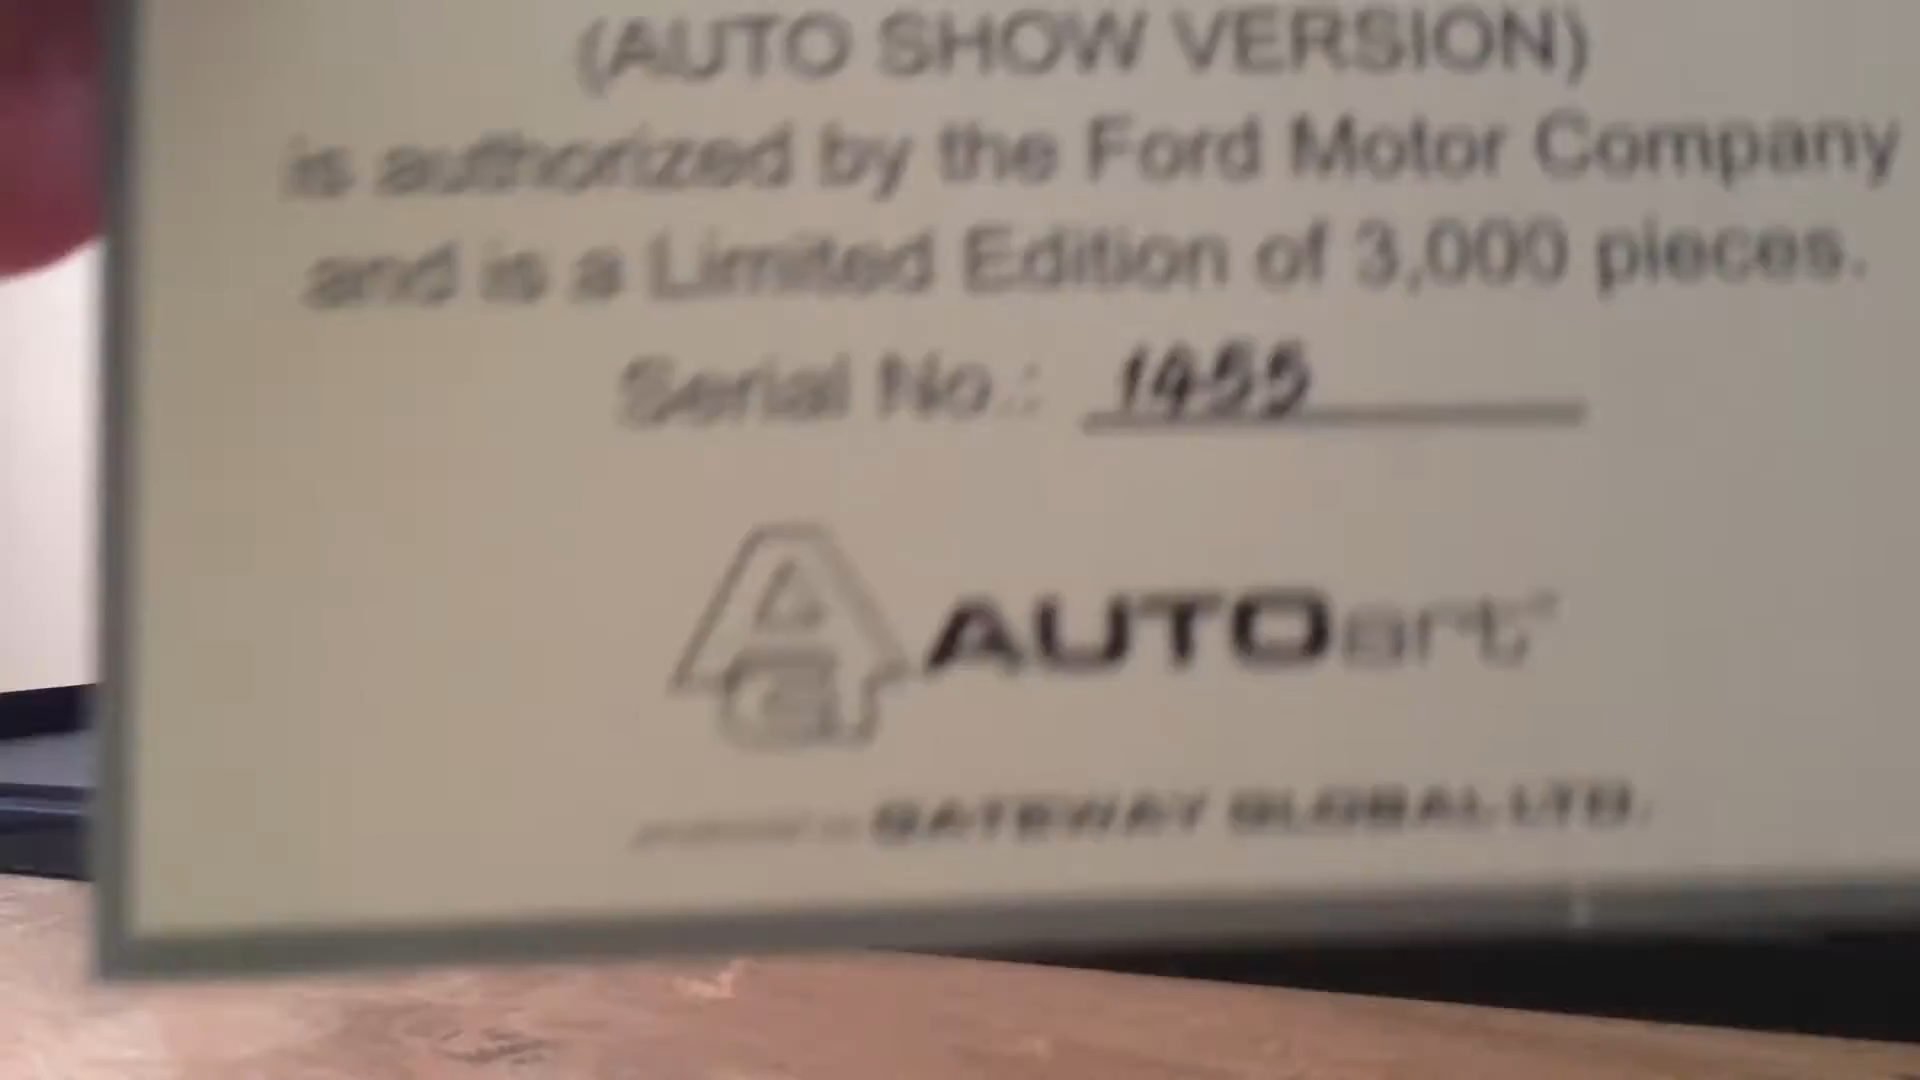 (AUTO SHOW VERSION)
is authorized by the Ford Motor Company
and is a Limited Edition of 3,000 pieces.
Serial No.: 1455
AUTOart
GATEWAY GLOBAL LTD.